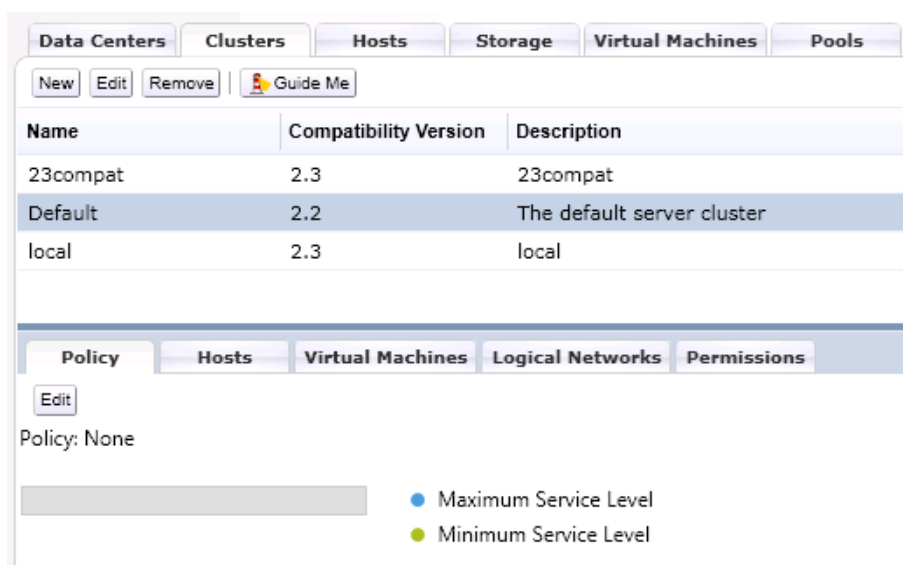 Data Centers Clusters Hosts Storage Virtual Machines Pools
New Edit Remove Guide Me
Name Compatibility Version Description
23compat 2.3 23compat
Default 2.2 The default server cluster
local 2.3 local
Policy Hosts Virtual Machines Logical Networks Permissions
Edit
Policy: None
Maximum Service Level
Minimum Service Level